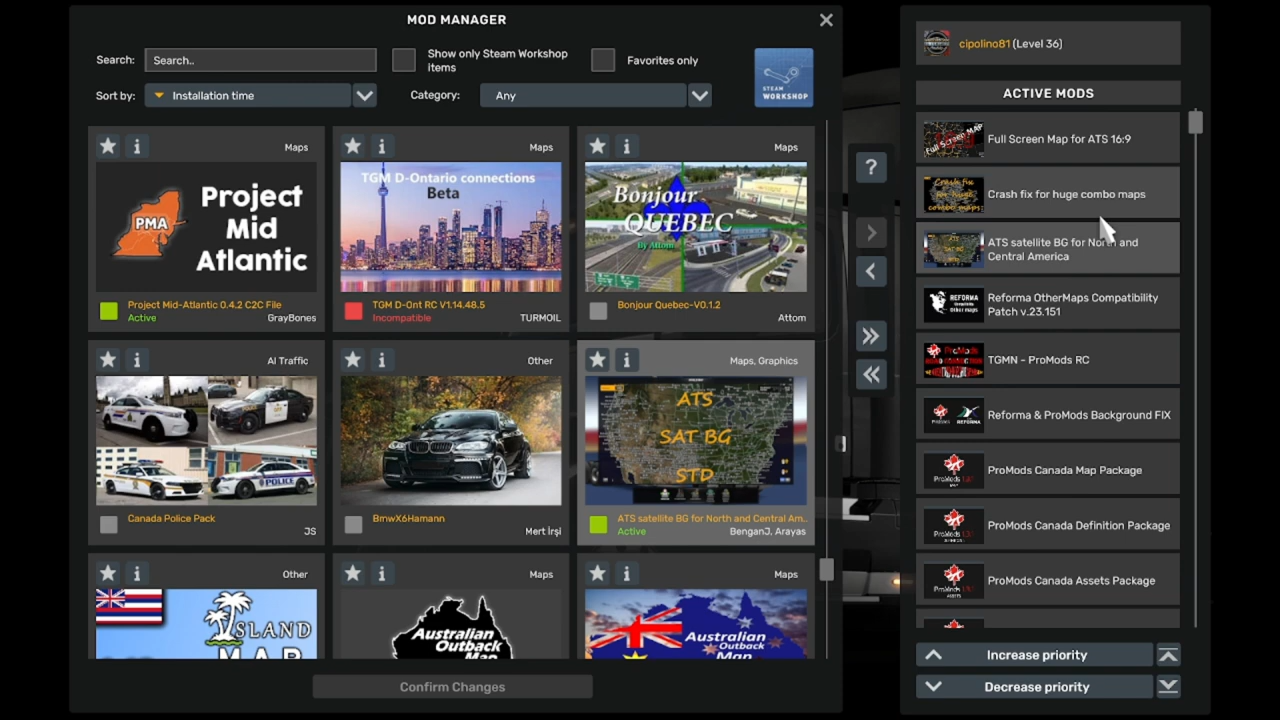 MOD MANAGER
Search:
Search..
Show only Steam Workshop
items
Favorites only
STEAM
WORKSHOP
Sort by:
Installation time
Category:
Any
Maps
Project
Mid
Atlantic
PMA
Project Mid-Atlantic 0.4.2 C2C File
Active
GrayBones
Maps
TGM D-Ontario connections
Beta
TGM D-Ont RC V1.14.48.5
Incompatible
TURMOIL
Maps
Bonjour
QUEBEC
By Attom
Bonjour Quebec-V0.1.2
Attom
AI Traffic
Canada Police Pack
JS
Other
BmwX6Hamann
Mert İrşi
Maps, Graphics
ATS
SAT BG
STD
ATS satellite BG for North and Central Am..
Active
BenganJ, Arayas
Other
ISLAND
MAP
Maps
Australian
Outback
Map
Maps
Australian
Outback
Map
Confirm Changes
?
cipolino81 (Level 36)
ACTIVE MODS
Full Screen Map for ATS 16:9
Crash fix for huge combo maps
ATS satellite BG for North and
Central America
Reforma OtherMaps Compatibility
Patch v.23.151
TGMN - ProMods RC
Reforma & ProMods Background FIX
ProMods Canada Map Package
ProMods Canada Definition Package
ProMods Canada Assets Package
Increase priority
Decrease priority